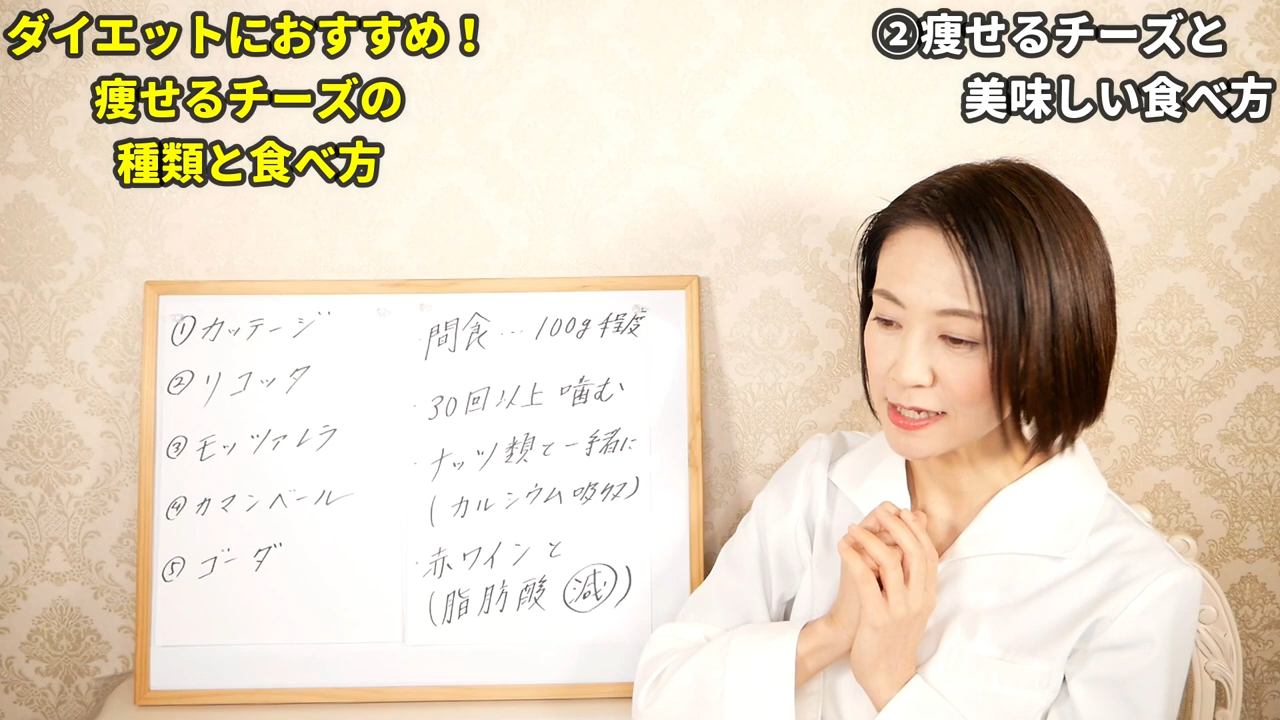 ダイエットにおすすめ！
痩せるチーズの
種類と食べ方
②痩せるチーズと
美味しい食べ方
①カッテージ
②リコッタ
③モッツァレラ
④カマンベール
⑤ゴーダ
・間食…100g程度
・30回以上噛む
・ナッツ類と一緒に
(カルシウム吸収)
・赤ワインと
(脂肪酸減)